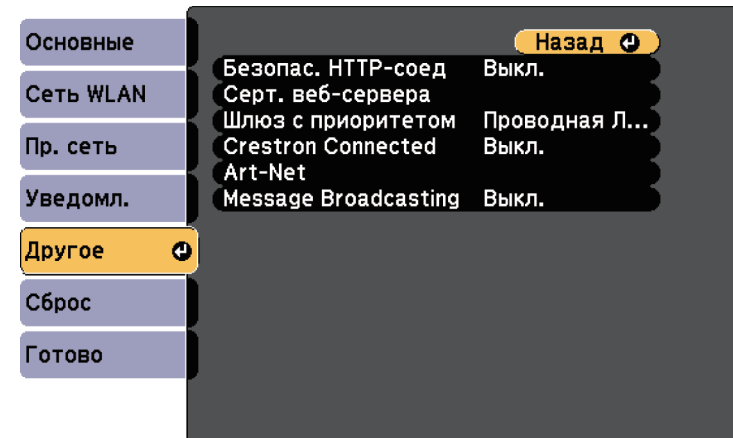 Основные
Сеть WLAN
Пр. сеть
Уведомл.
Другое
Сброс
Готово
Назад
Безопас. HTTP-соед Выкл.
Серт. веб-сервера
Шлюз с приоритетом Проводная Л...
Crestron Connected Выкл.
Art-Net
Message Broadcasting Выкл.